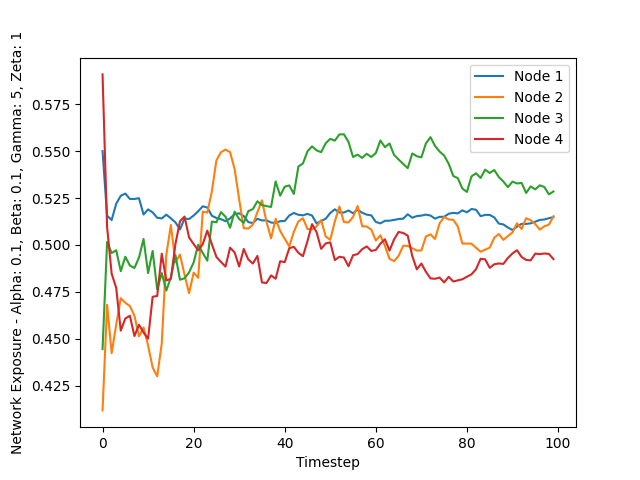 Network Exposure - Alpha: 0.1, Beta: 0.1, Gamma: 5, Zeta: 1
0.575
0.550
0.525
0.500
0.475
0.450
0.425
Node 1
Node 2
Node 3
Node 4
0 20 40 60 80 100
Timestep